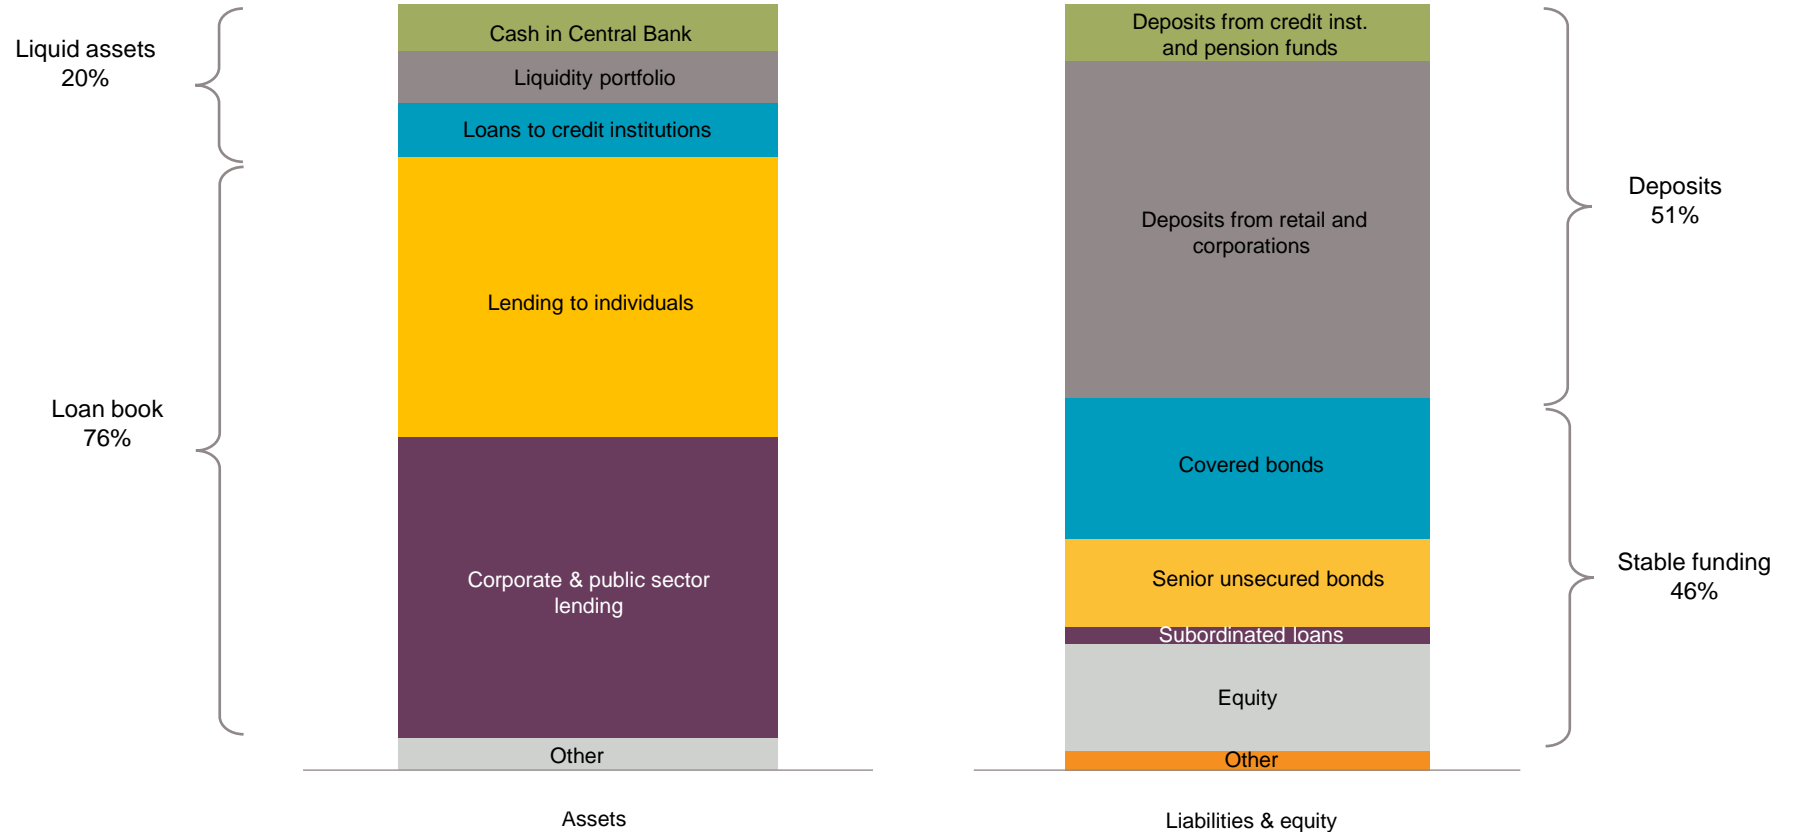 Liquid assets
20%
Loan book
76%
Cash in Central Bank
Liquidity portfolio
Loans to credit institutions
Lending to individuals
Corporate & public sector
lending
Other
Assets
Deposits from credit inst.
and pension funds
Deposits from retail and
corporations
Covered bonds
Senior unsecured bonds
Subordinated loans
Equity
Other
Liabilities & equity
Deposits
51%
Stable funding
46%